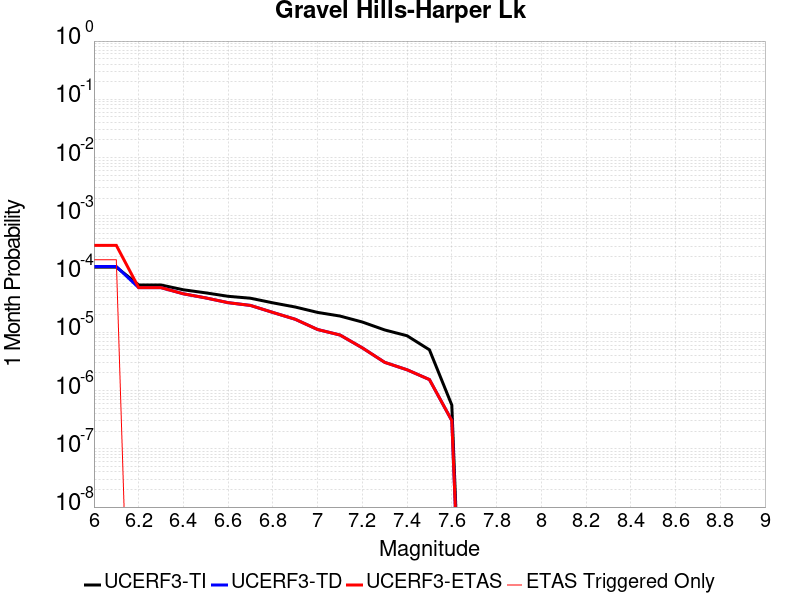 Gravel Hills-Harper Lk
10^0
10^-1
10^-2
10^-3
10^-4
10^-5
10^-6
10^-7
10^-8
1 Month Probability
6 6.2 6.4 6.6 6.8 7 7.2 7.4 7.6 7.8 8 8.2 8.4 8.6 8.8 9
Magnitude
UCERF3-TI UCERF3-TD UCERF3-ETAS ETAS Triggered Only